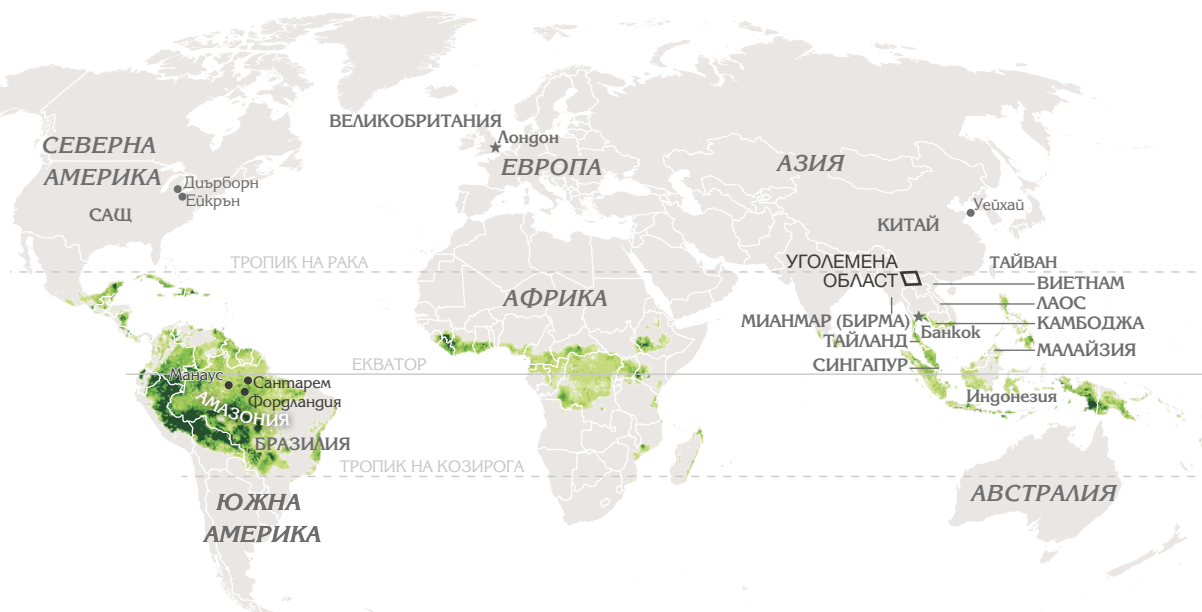 ВЕЛИКОБРИТАНИЯ
Лондон
СЕВЕРНА
АМЕРИКА
ЕВРОПА
АЗИЯ
Диърборн
Ейкрън
САЩ
Уейхай
КИТАЙ
ТРОПИК НА РАКА
УГОЛЕМЕНА
ОБЛАСТ
ТАЙВАН
ВИЕТНАМ
АФРИКА
ЛАОС
МИАНМАР (БИРМА)
КАМБОДЖА
Банкок
ТАЙЛАНД
МАЛАЙЗИЯ
ЕКВАТОР
СИНГАПУР
Манаус
Сантарем
Фордландия
АМАЗОНИЯ
Индонезия
БРАЗИЛИЯ
ТРОПИК НА КОЗИРОГА
ЮЖНА
АМЕРИКА
АВСТРАЛИЯ